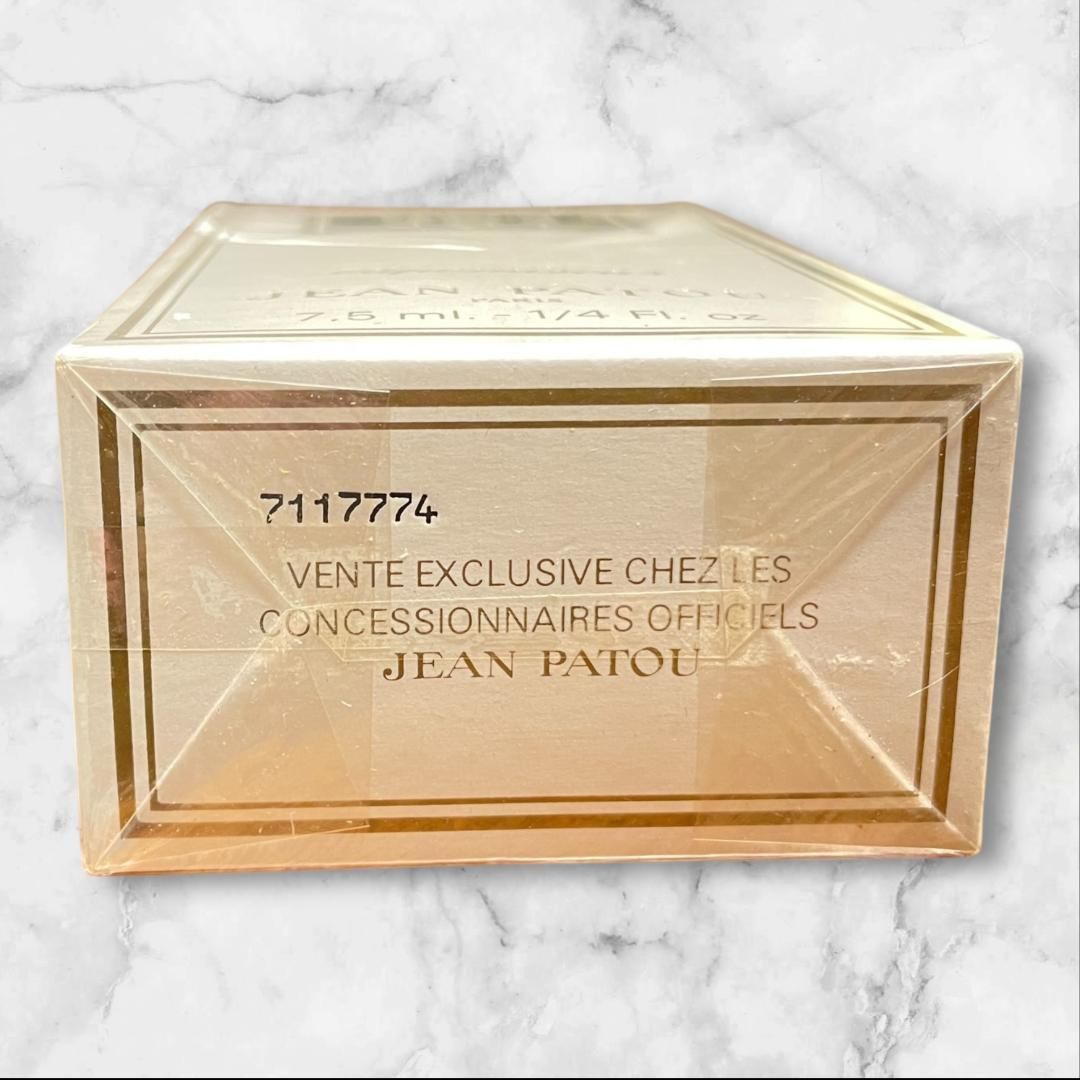 JEAN PATOU
PARIS
7.5 ml. - 1/4 Fl. oz
7117774
VENTE EXCLUSIVE CHEZ LES
CONCESSIONNAIRES OFFICIELS
JEAN PATOU